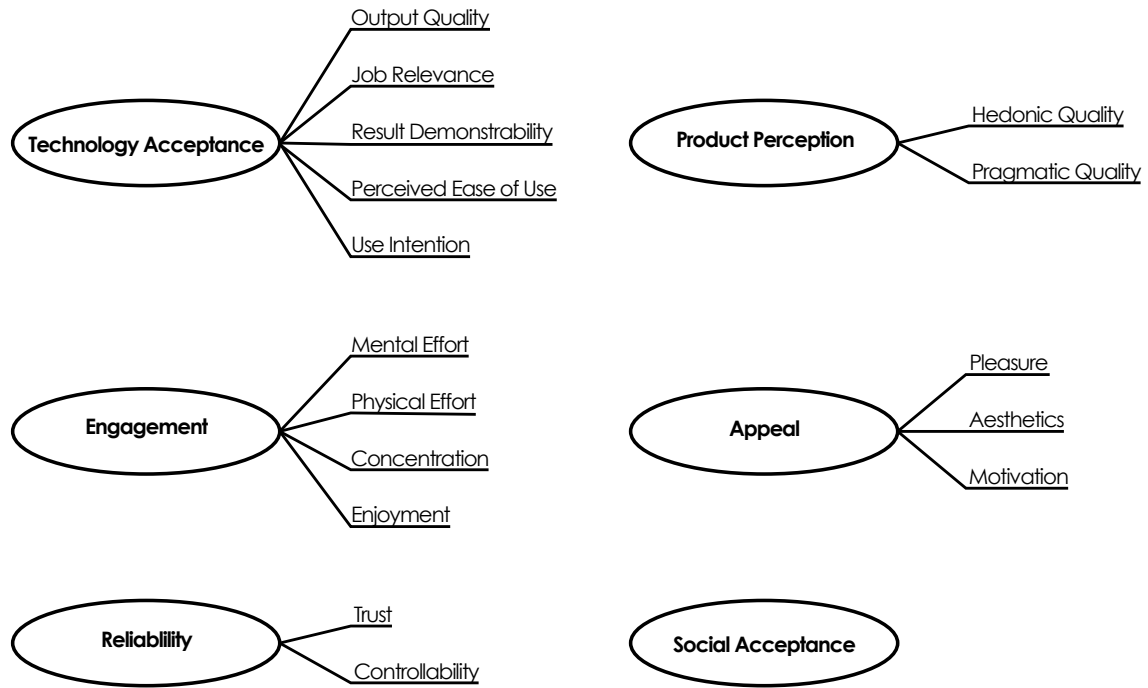 Technology Acceptance
Output Quality
Job Relevance
Result Demonstrability
Perceived Ease of Use
Use Intention
Product Perception
Hedonic Quality
Pragmatic Quality
Engagement
Mental Effort
Physical Effort
Concentration
Enjoyment
Appeal
Pleasure
Aesthetics
Motivation
Reliablility
Trust
Controllability
Social Acceptance